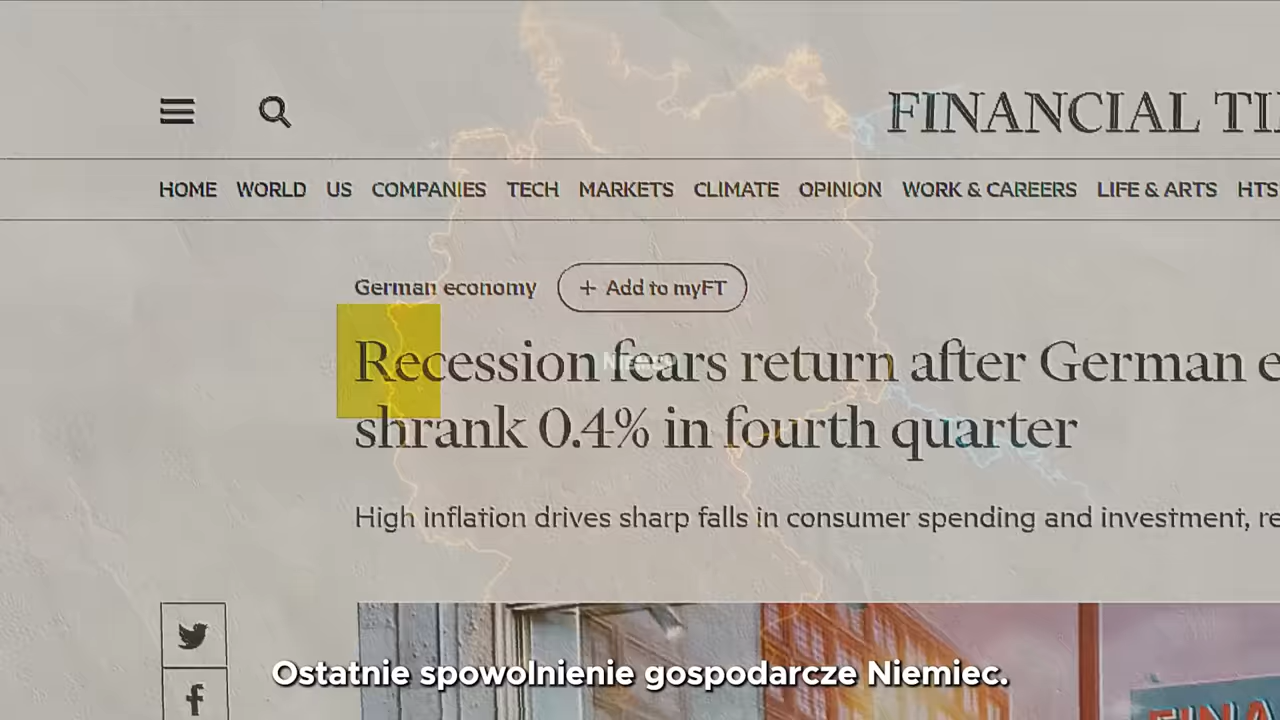 FINANCIAL
HOME WORLD US COMPANIES TECH MARKETS CLIMATE OPINION WORK & CAREERS LIFE & ARTS HTS
German economy + Add to myFT
Recession fears return after German
shrank 0.4% in fourth quarter
High inflation drives sharp falls in consumer spending and investment,
Ostatnie spowolnienie gospodarcze Niemiec.